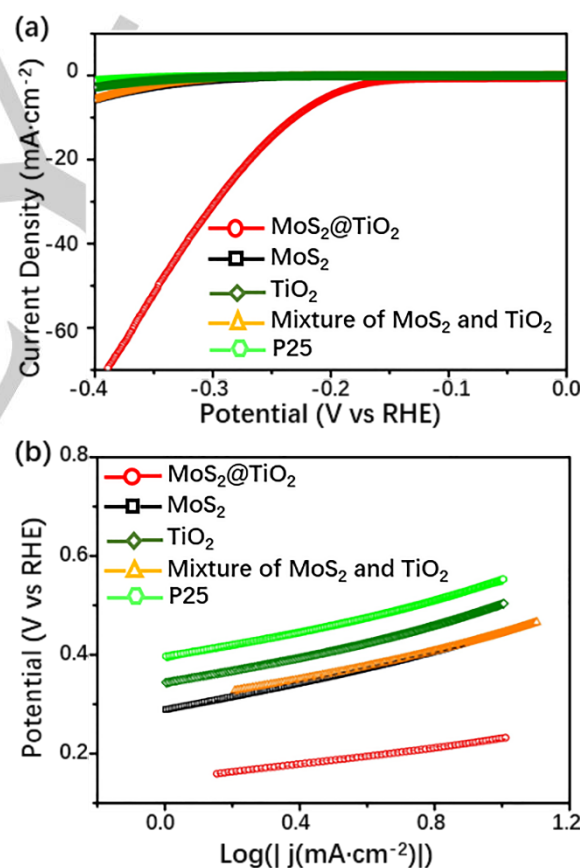 (a)
Current Density (mA·cm⁻²)
0
-20
-40
-60
MoS₂@TiO₂
MoS₂
TiO₂
Mixture of MoS₂ and TiO₂
P25
-0.4 -0.3 -0.2 -0.1 0.0
Potential (V vs RHE)
(b)
Potential (V vs RHE)
0.8
0.6
0.4
0.2
MoS₂@TiO₂
MoS₂
TiO₂
Mixture of MoS₂ and TiO₂
P25
0.0 0.4 0.8 1.2
Log(| j(mA·cm⁻²)|)